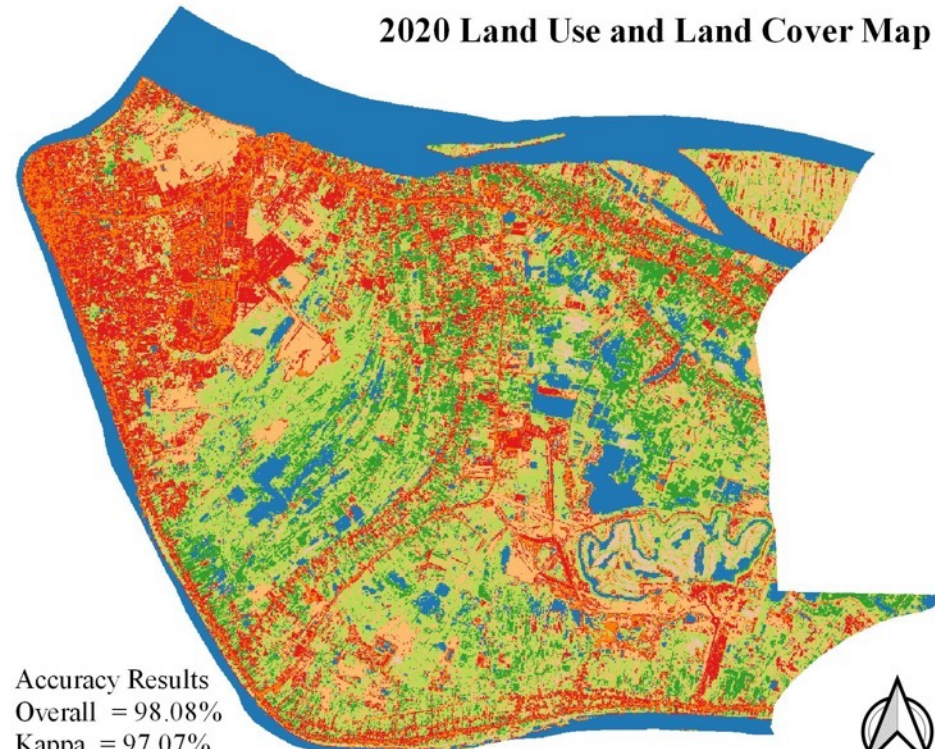 2020 Land Use and Land Cover Map
Accuracy Results
Overall = 98.08%
Kappa = 97.07%